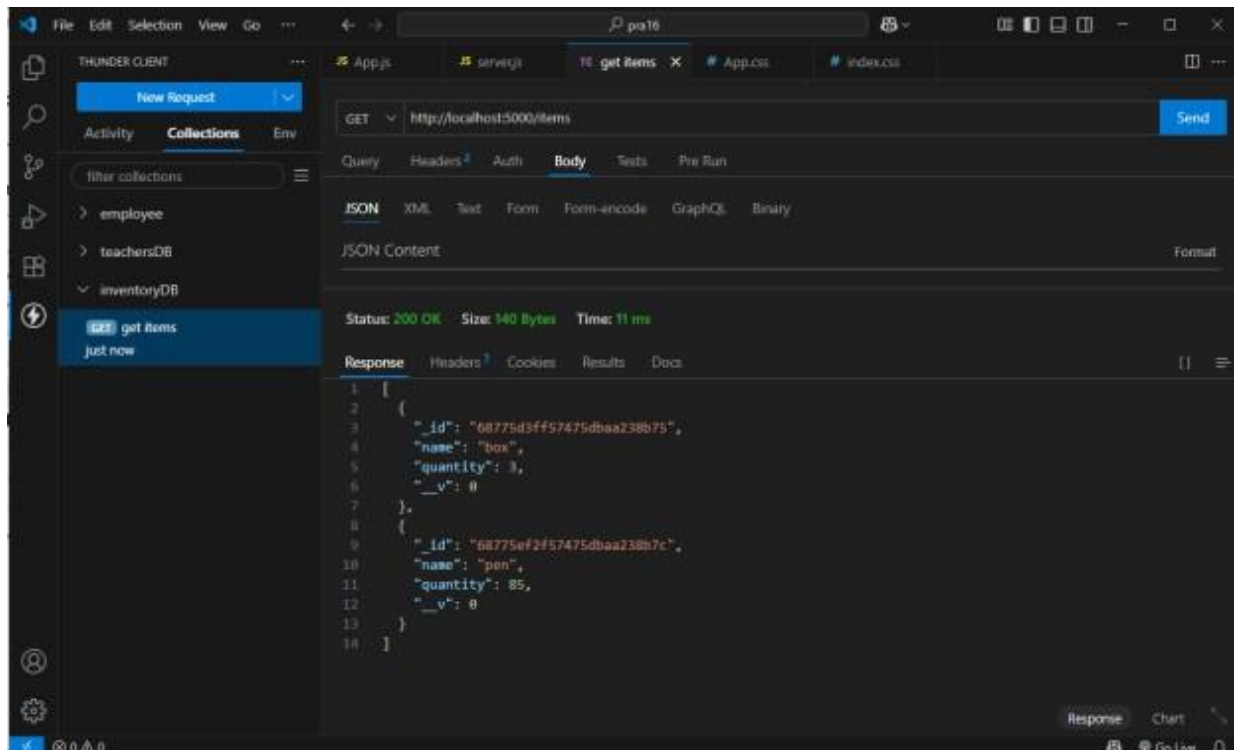 File Edit Selection View Go ... pra16
THUNDER CLIENT ...
New Request
Activity Collections Env
filter collections
employee
teachersDB
inventoryDB
GET get items
just now
JS App.js JS server.js get items # App.css # index.css ...
GET http://localhost:5000/items Send
Query Headers 2 Auth Body Tests Pre Run
JSON XML Text Form Form-encode GraphQL Binary
JSON Content Format
Status: 200 OK Size: 140 Bytes Time: 11 ms
Response Headers 7 Cookies Results Docs {}
1 [
2 {
3 "_id": "68775d3ff57475dbaa238b75",
4 "name": "box",
5 "quantity": 3,
6 "__v": 0
7 },
8 {
9 "_id": "68775ef2f57475dbaa238b7c",
10 "name": "pen",
11 "quantity": 85,
12 "__v": 0
13 }
14 ]
Response Chart
0 0 Go Live